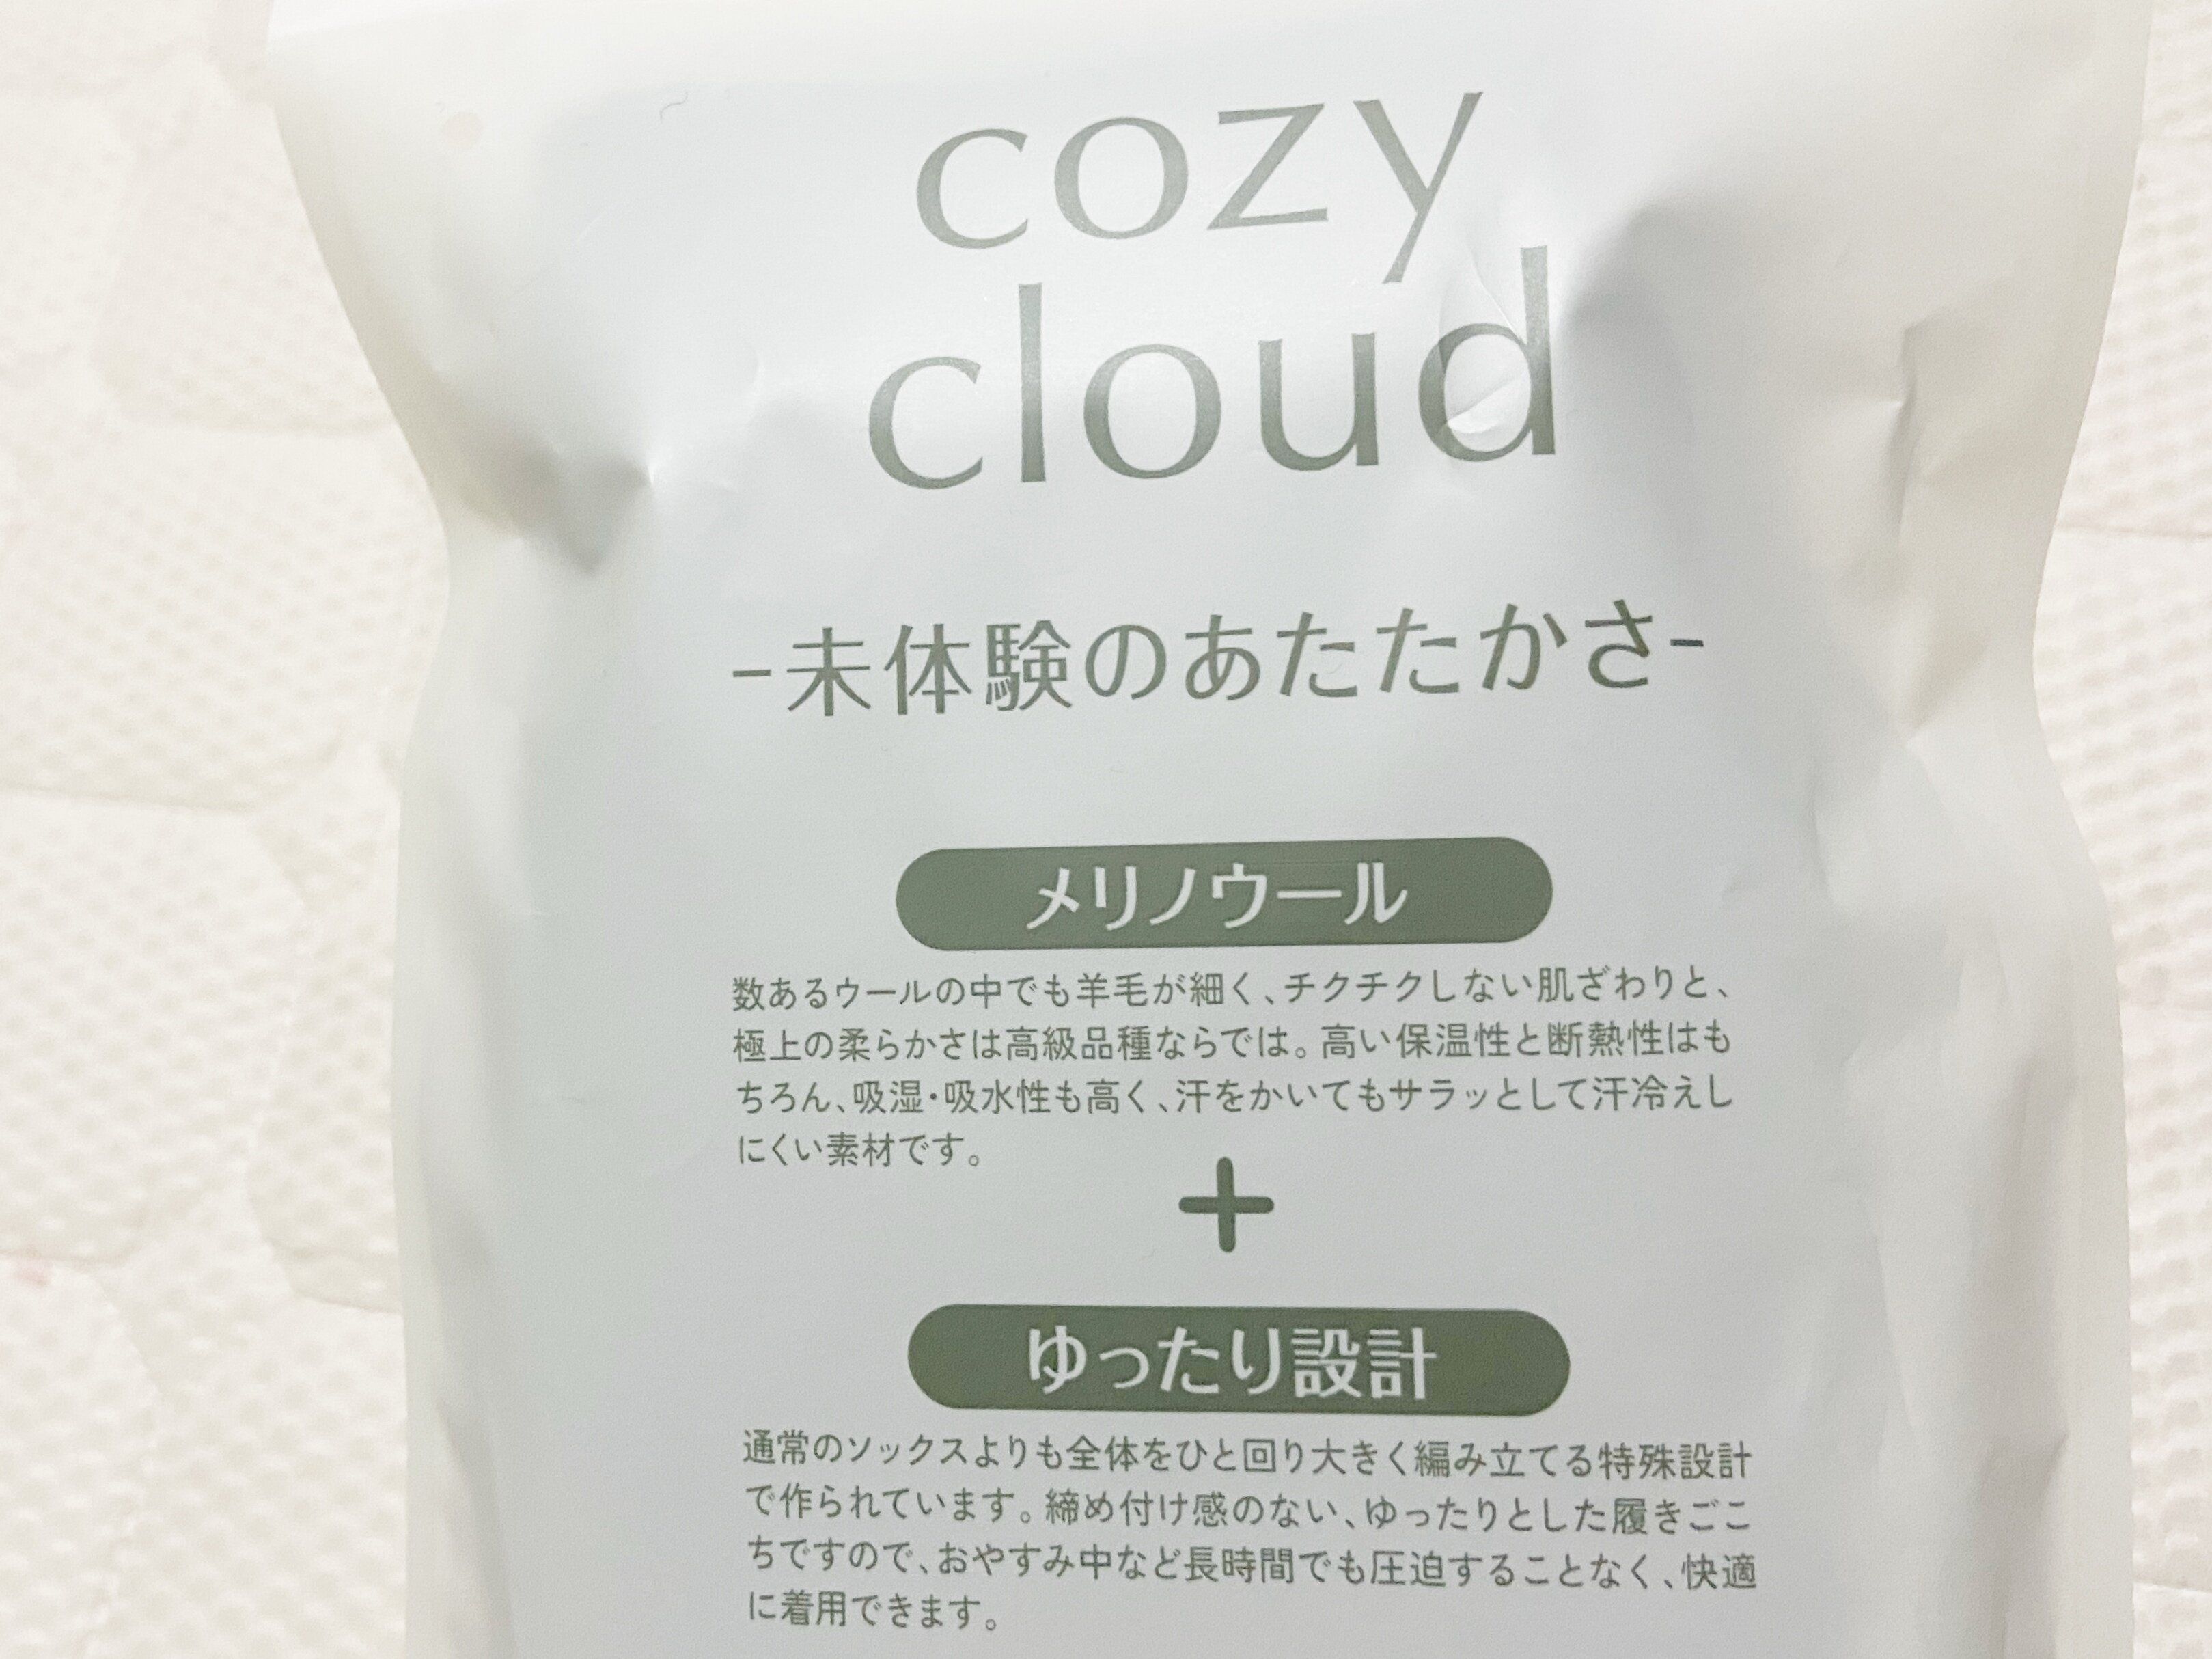 cozy
cloud
-未体験のあたたかさ-
メリノウール
数あるウールの中でも羊毛が細く、チクチクしない肌ざわりと、
極上の柔らかさは高級品種ならでは。高い保温性と断熱性はも
ちろん、吸湿・吸水性も高く、汗をかいてもサラッとして汗冷えし
にくい素材です。
+
ゆったり設計
通常のソックスよりも全体をひと回り大きく編み立てる特殊設計
で作られています。締め付け感のない、ゆったりとした履きごこ
ちですので、おやすみ中など長時間でも圧迫することなく、快適
に着用できます。